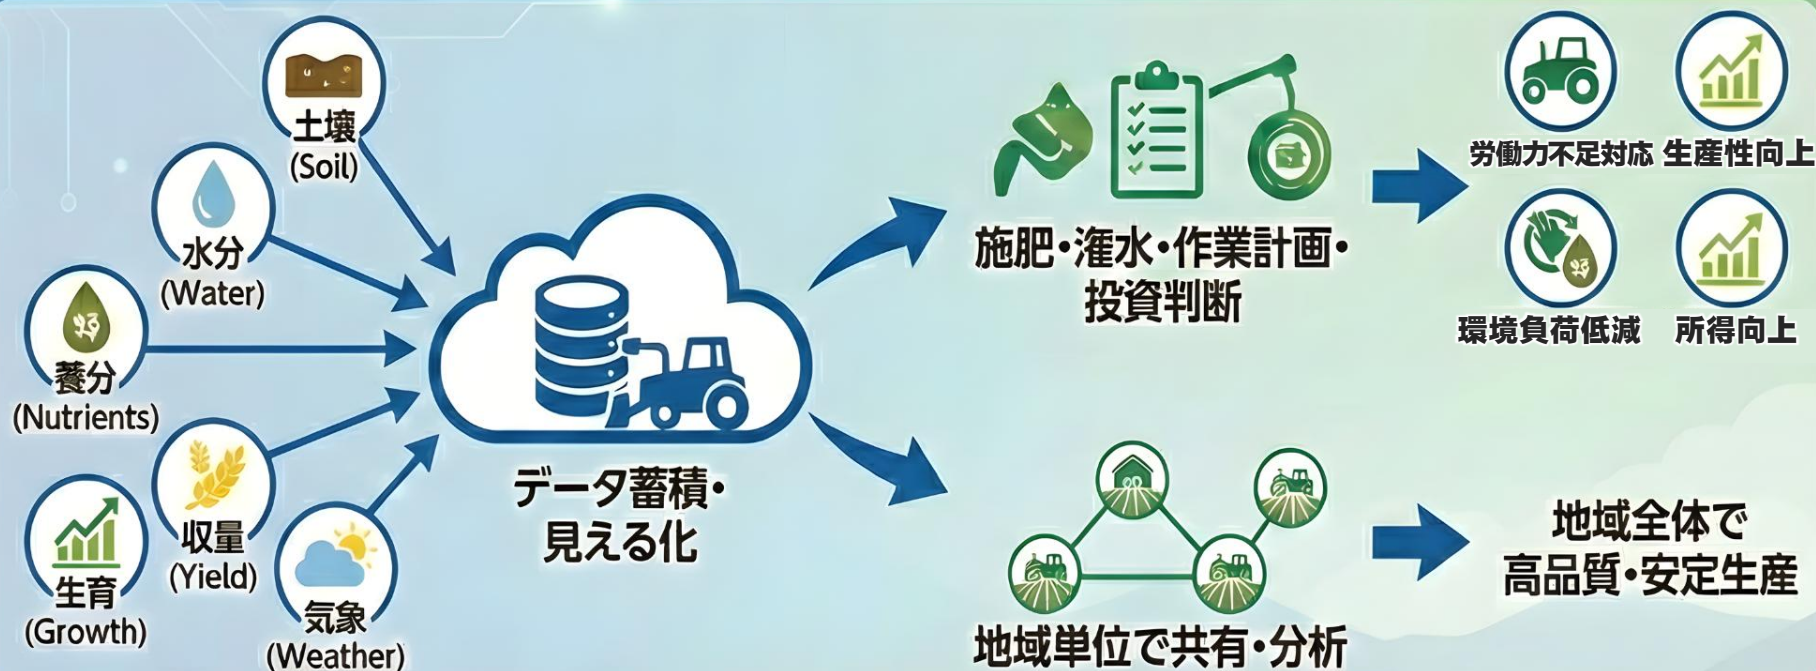 土壌
(Soil)
水分
(Water)
養分
(Nutrients)
収量
(Yield)
生育
(Growth)
気象
(Weather)
データ蓄積・
見える化
施肥・潅水・作業計画・
投資判断
労働力不足対応
生産性向上
環境負荷低減
所得向上
地域単位で共有・分析
地域全体で
高品質・安定生産